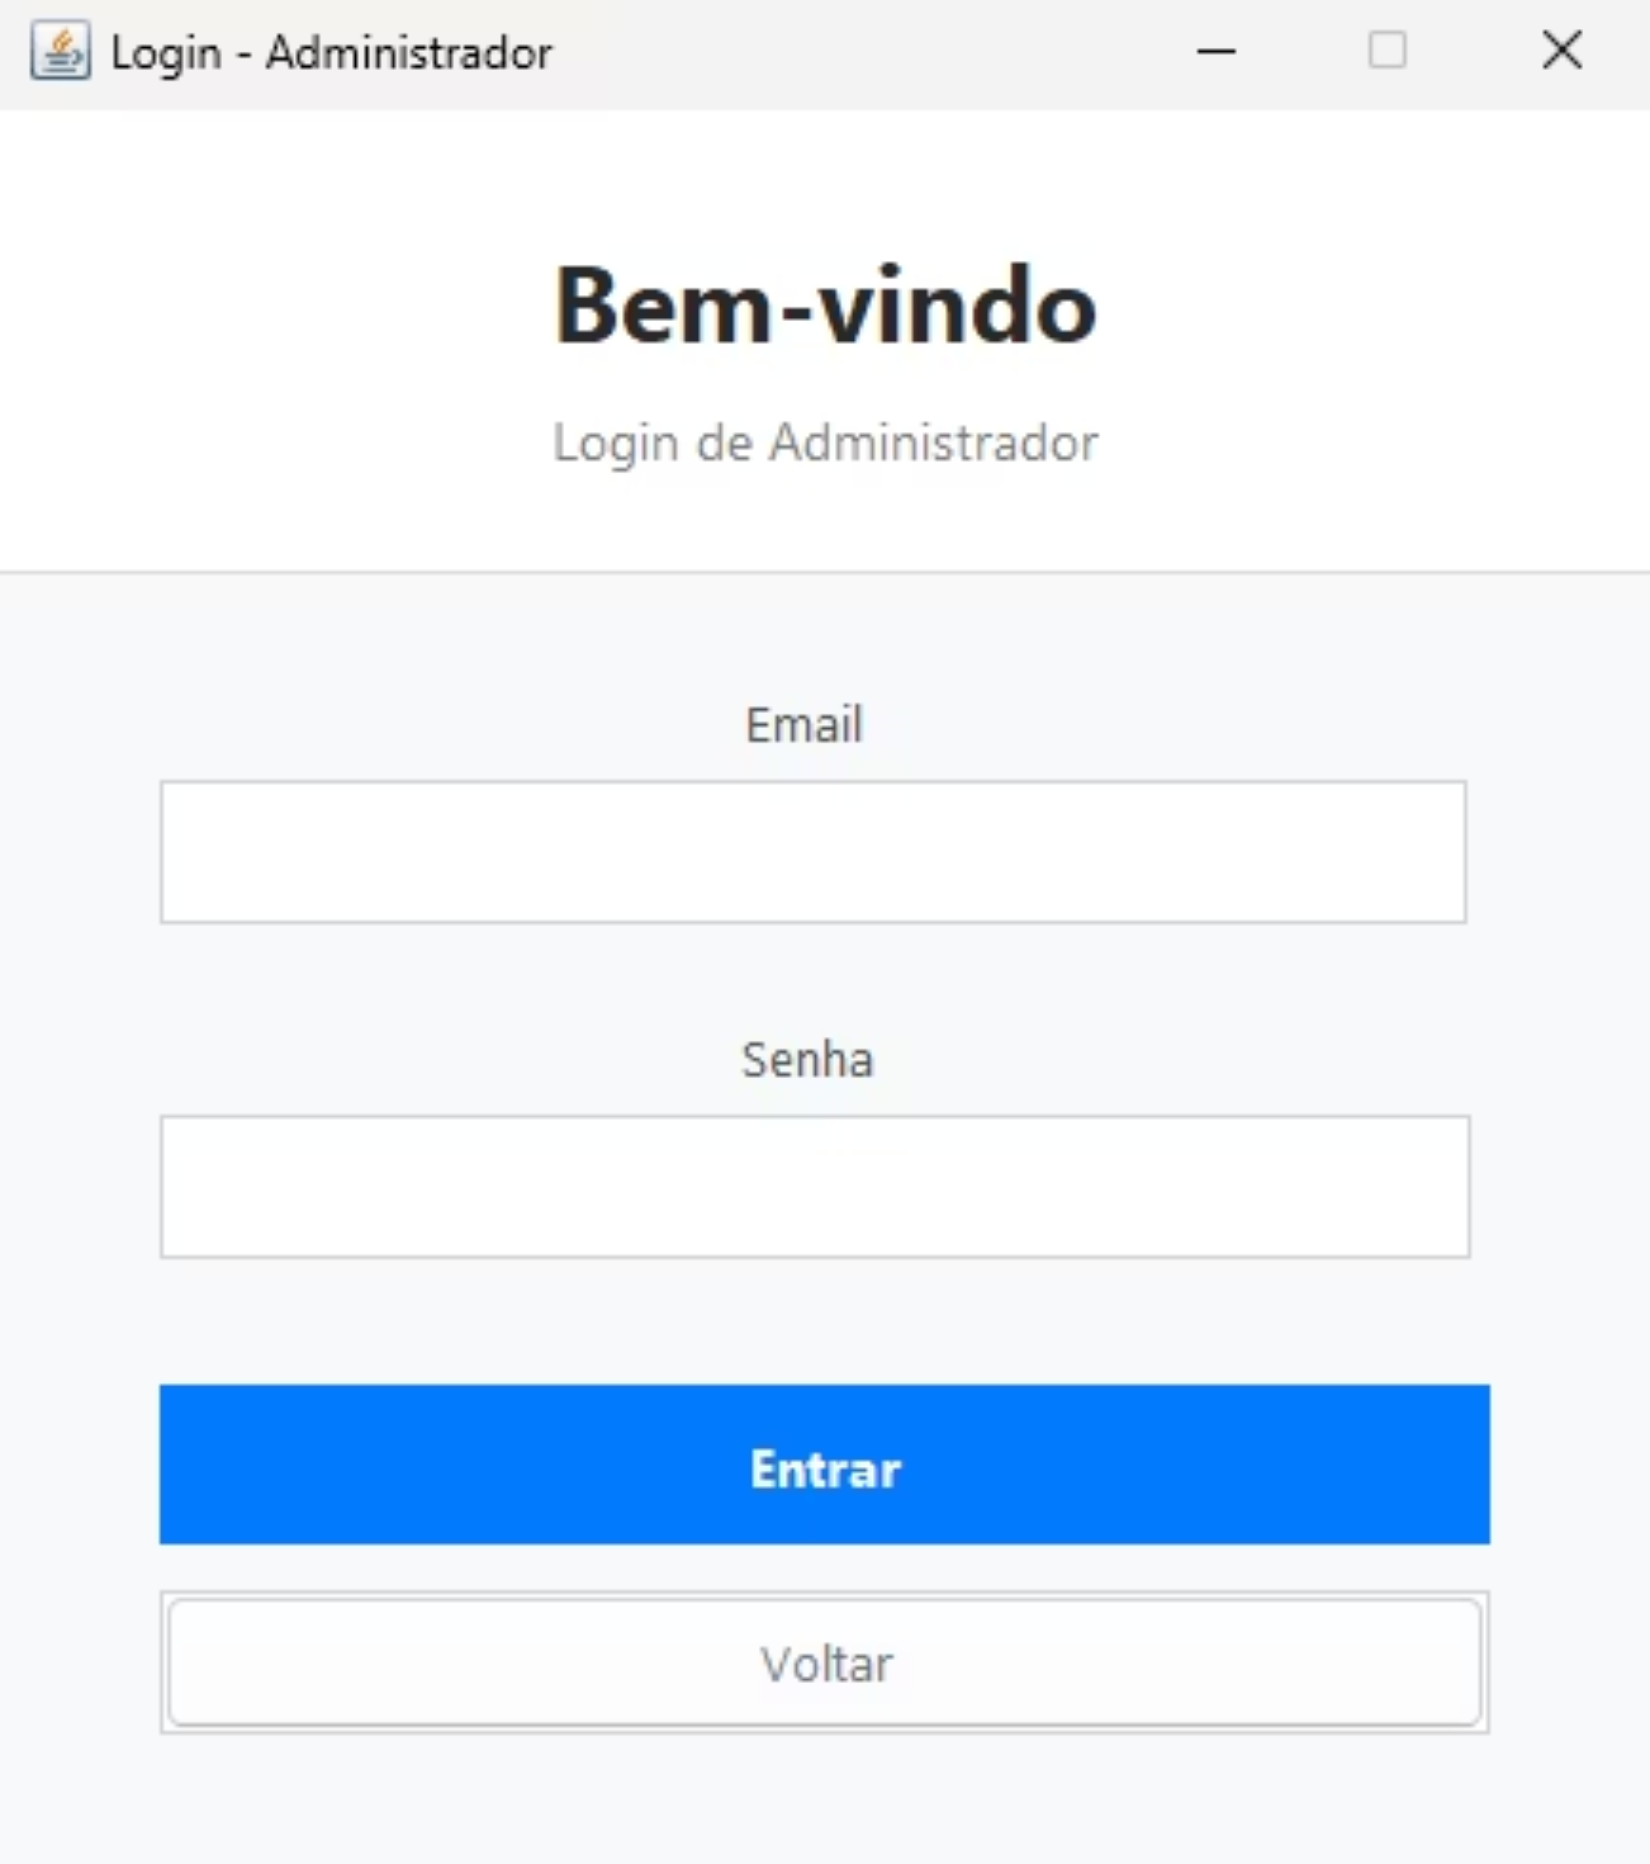 Login - Administrador
Bem-vindo
Login de Administrador
Email
Senha
Entrar
Voltar